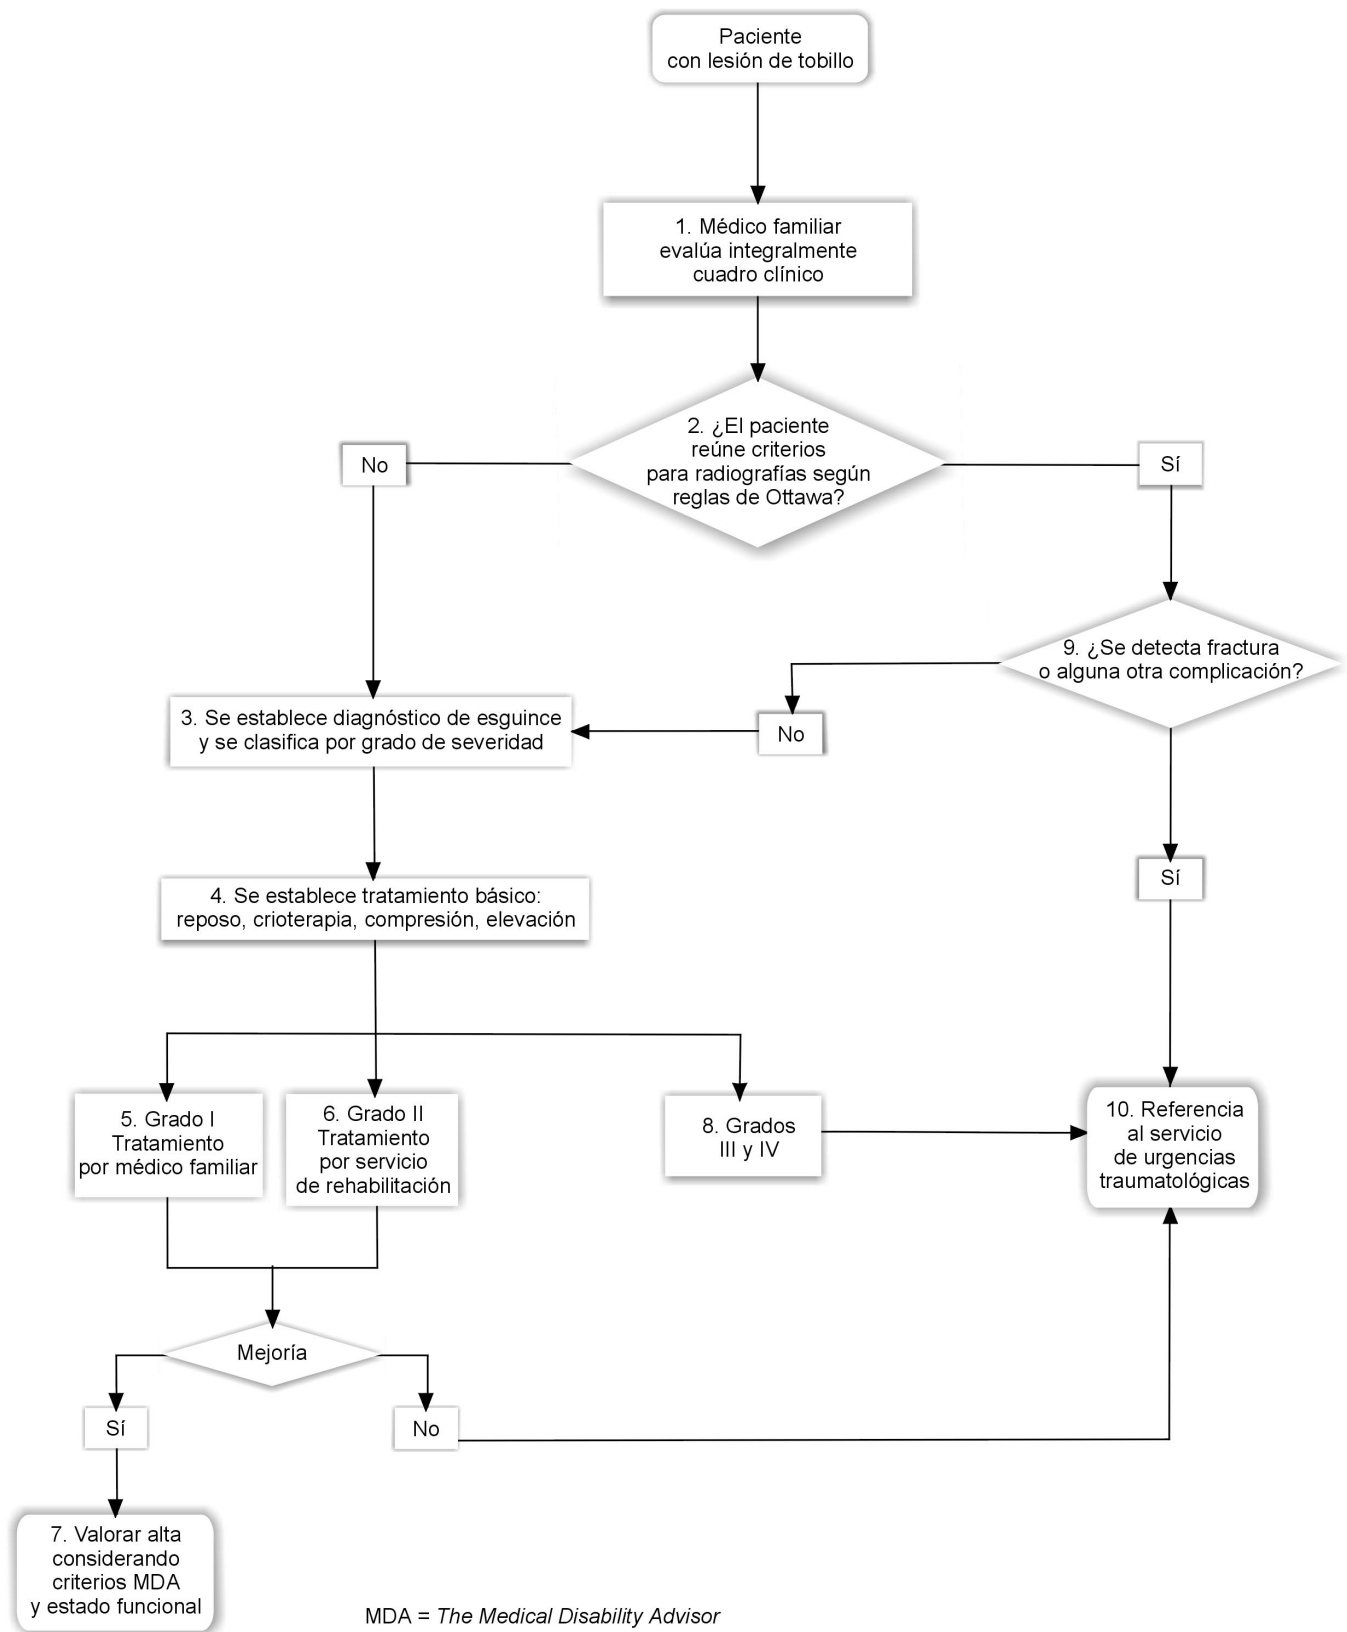 Paciente
con lesión de tobillo
1. Médico familiar
evalúa integralmente
cuadro clínico
2. ¿El paciente
reúne criterios
para radiografías según
reglas de Ottawa?
No
Sí
9. ¿Se detecta fractura
o alguna otra complicación?
3. Se establece diagnóstico de esguince
y se clasifica por grado de severidad
No
Sí
4. Se establece tratamiento básico:
reposo, crioterapia, compresión, elevación
5. Grado I
Tratamiento
por médico familiar
6. Grado II
Tratamiento
por servicio
de rehabilitación
8. Grados
III y IV
10. Referencia
al servicio
de urgencias
traumatológicas
Mejoría
Sí
No
7. Valorar alta
considerando
criterios MDA
y estado funcional
MDA = The Medical Disability Advisor